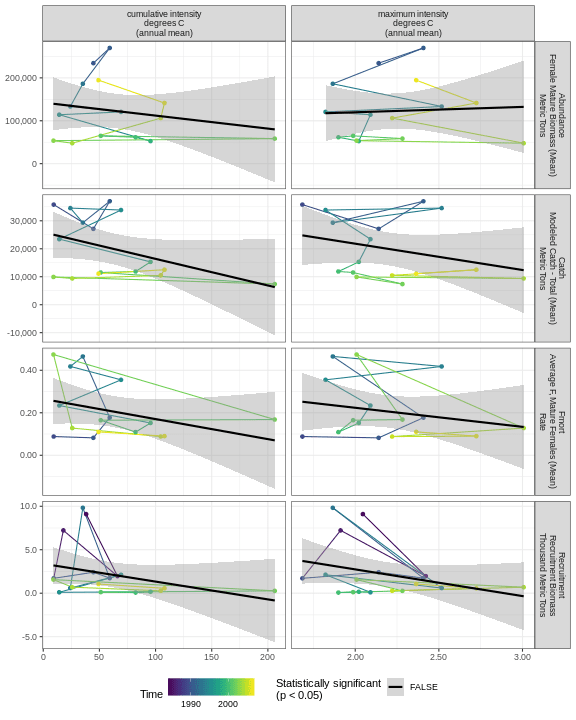 cumulative intensity
degrees C
(annual mean)
maximum intensity
degrees C
(annual mean)
200,000
100,000
0
Abundance
Female Mature Biomass (Mean)
Metric Tons
30,000
20,000
10,000
0
-10,000
Catch
Modeled Catch - Total (Mean)
Metric Tons
0.40
0.20
0.00
Fmort
Average F, Mature Females (Mean)
Rate
10.0
5.0
0.0
-5.0
Recruitment
Recruitment Biomass
Thousand Metric Tons
0 50 100 150 200
2.00 2.50 3.00
Time
1990 2000
Statistically significant
(p < 0.05)
FALSE